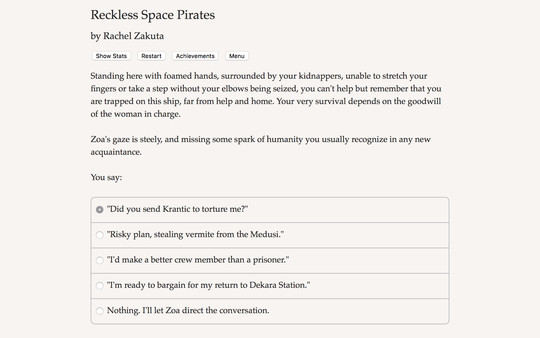 Reckless Space Pirates
by Rachel Zakuta
Show Stats Restart Achievements Menu
Standing here with foamed hands, surrounded by your kidnappers, unable to stretch your
fingers or take a step without your elbows being seized, you can't help but remember that you
are trapped on this ship, far from help and home. Your very survival depends on the goodwill
of the woman in charge.
Zoa's gaze is steely, and missing some spark of humanity you usually recognize in any new
acquaintance.
You say:
"Did you send Krantic to torture me?"
"Risky plan, stealing vermite from the Medusi."
"I'd make a better crew member than a prisoner."
"I'm ready to bargain for my return to Dekara Station."
Nothing. I'll let Zoa direct the conversation.